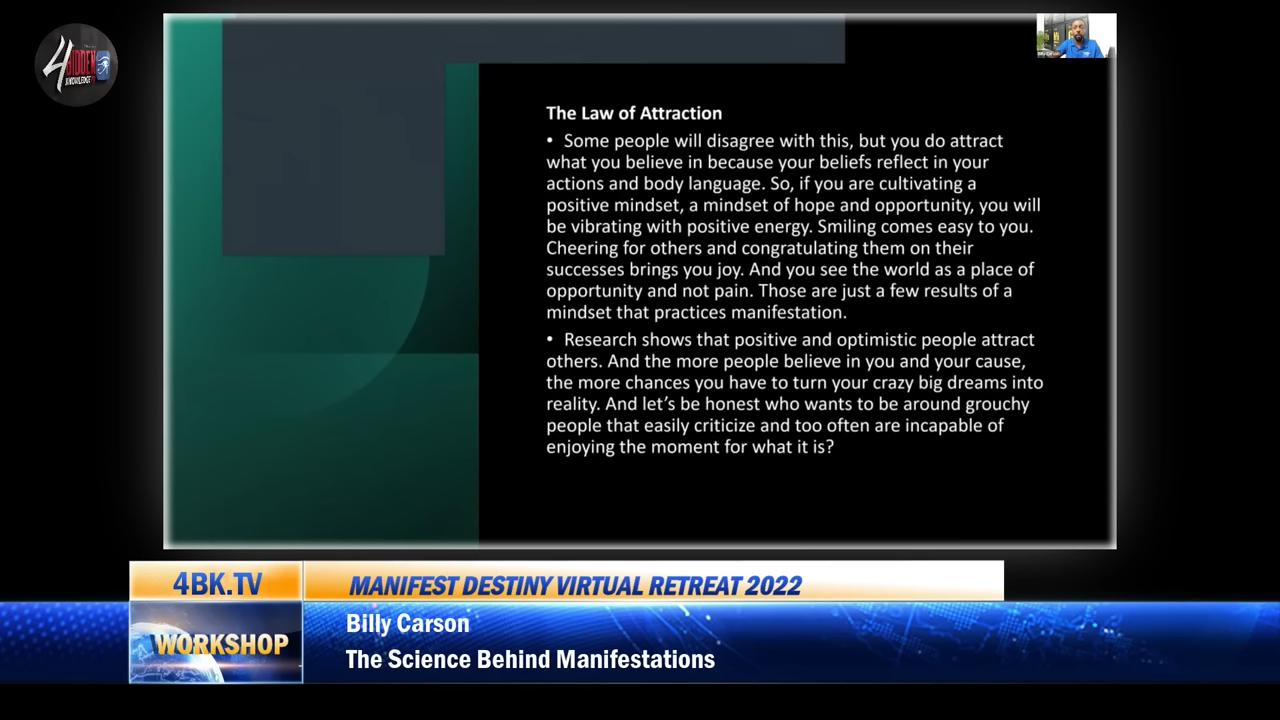 4
BIDDEN
KNOWLEDGE
The Law of Attraction
• Some people will disagree with this, but you do attract
what you believe in because your beliefs reflect in your
actions and body language. So, if you are cultivating a
positive mindset, a mindset of hope and opportunity, you will
be vibrating with positive energy. Smiling comes easy to you.
Cheering for others and congratulating them on their
successes brings you joy. And you see the world as a place of
opportunity and not pain. Those are just a few results of a
mindset that practices manifestation.
• Research shows that positive and optimistic people attract
others. And the more people believe in you and your cause,
the more chances you have to turn your crazy big dreams into
reality. And let’s be honest who wants to be around grouchy
people that easily criticize and too often are incapable of
enjoying the moment for what it is?
4BK.TV
MANIFEST DESTINY VIRTUAL RETREAT 2022
WORKSHOP
Billy Carson
The Science Behind Manifestations